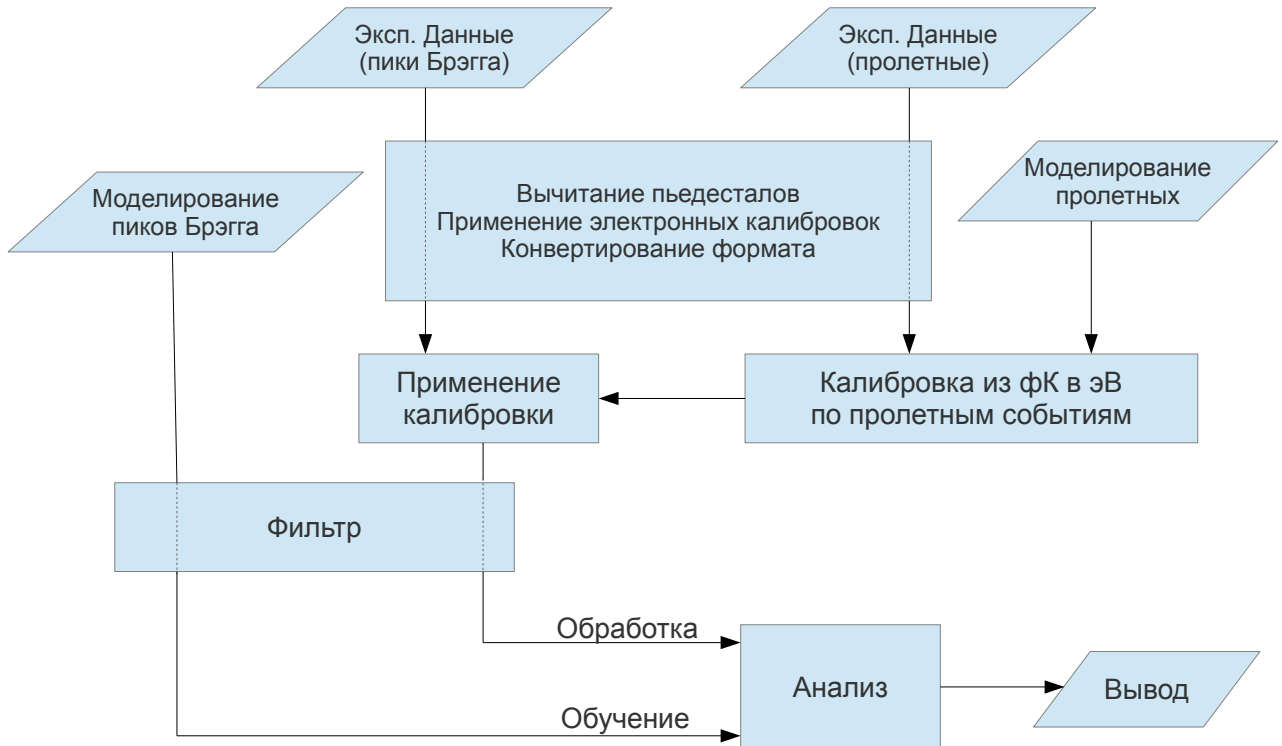 Эксп. Данные
(пики Брэгга)
Эксп. Данные
(пролетные)
Моделирование
пиков Брэгга
Вычитание пьедесталов
Применение электронных калибровок
Конвертирование формата
Моделирование
пролетных
Применение
калибровки
Калибровка из фК в эВ
по пролетным событиям
Фильтр
Обработка
Обучение
Анализ
Вывод